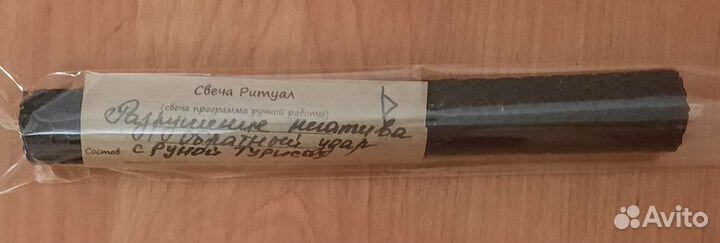 Свеча Ритуал
(свеча программа ручной работы)
Разрушение негатива
Обратный удар
Состав: с руной Турисаз
Avito